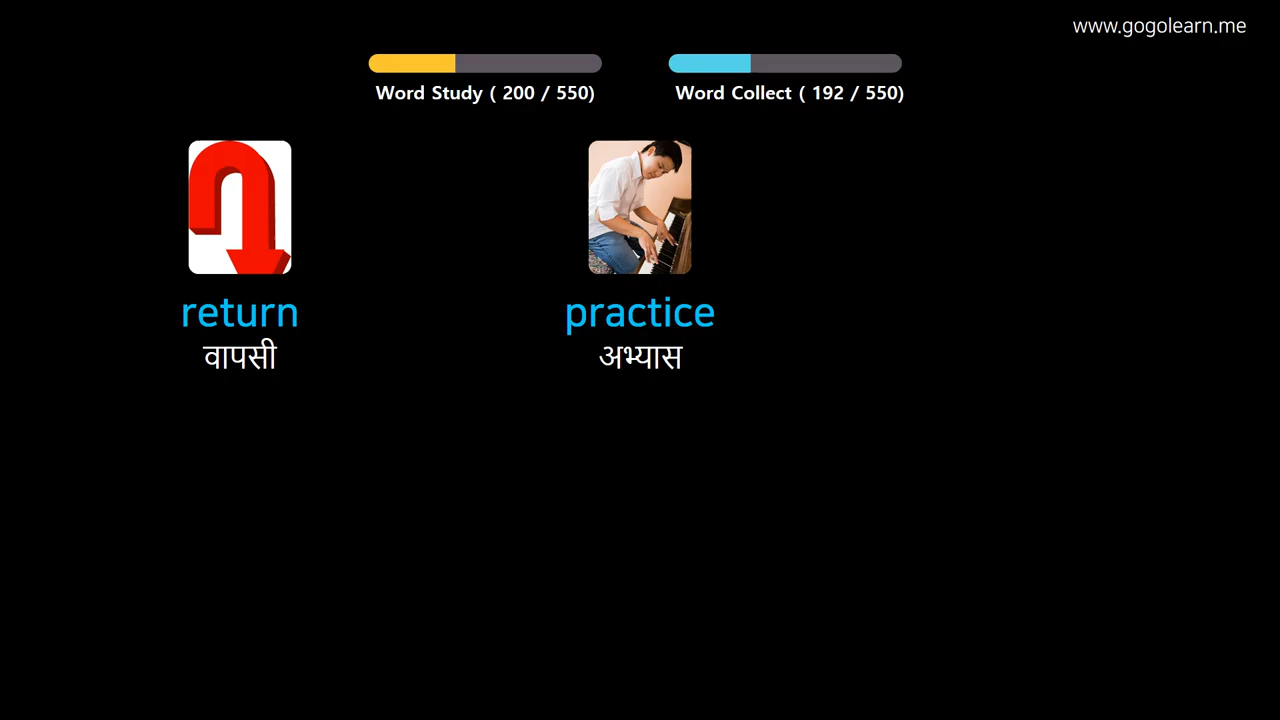 www.gogolearn.me
Word Study ( 200 / 550)
Word Collect ( 192 / 550)
return
वापसी
practice
अभ्यास